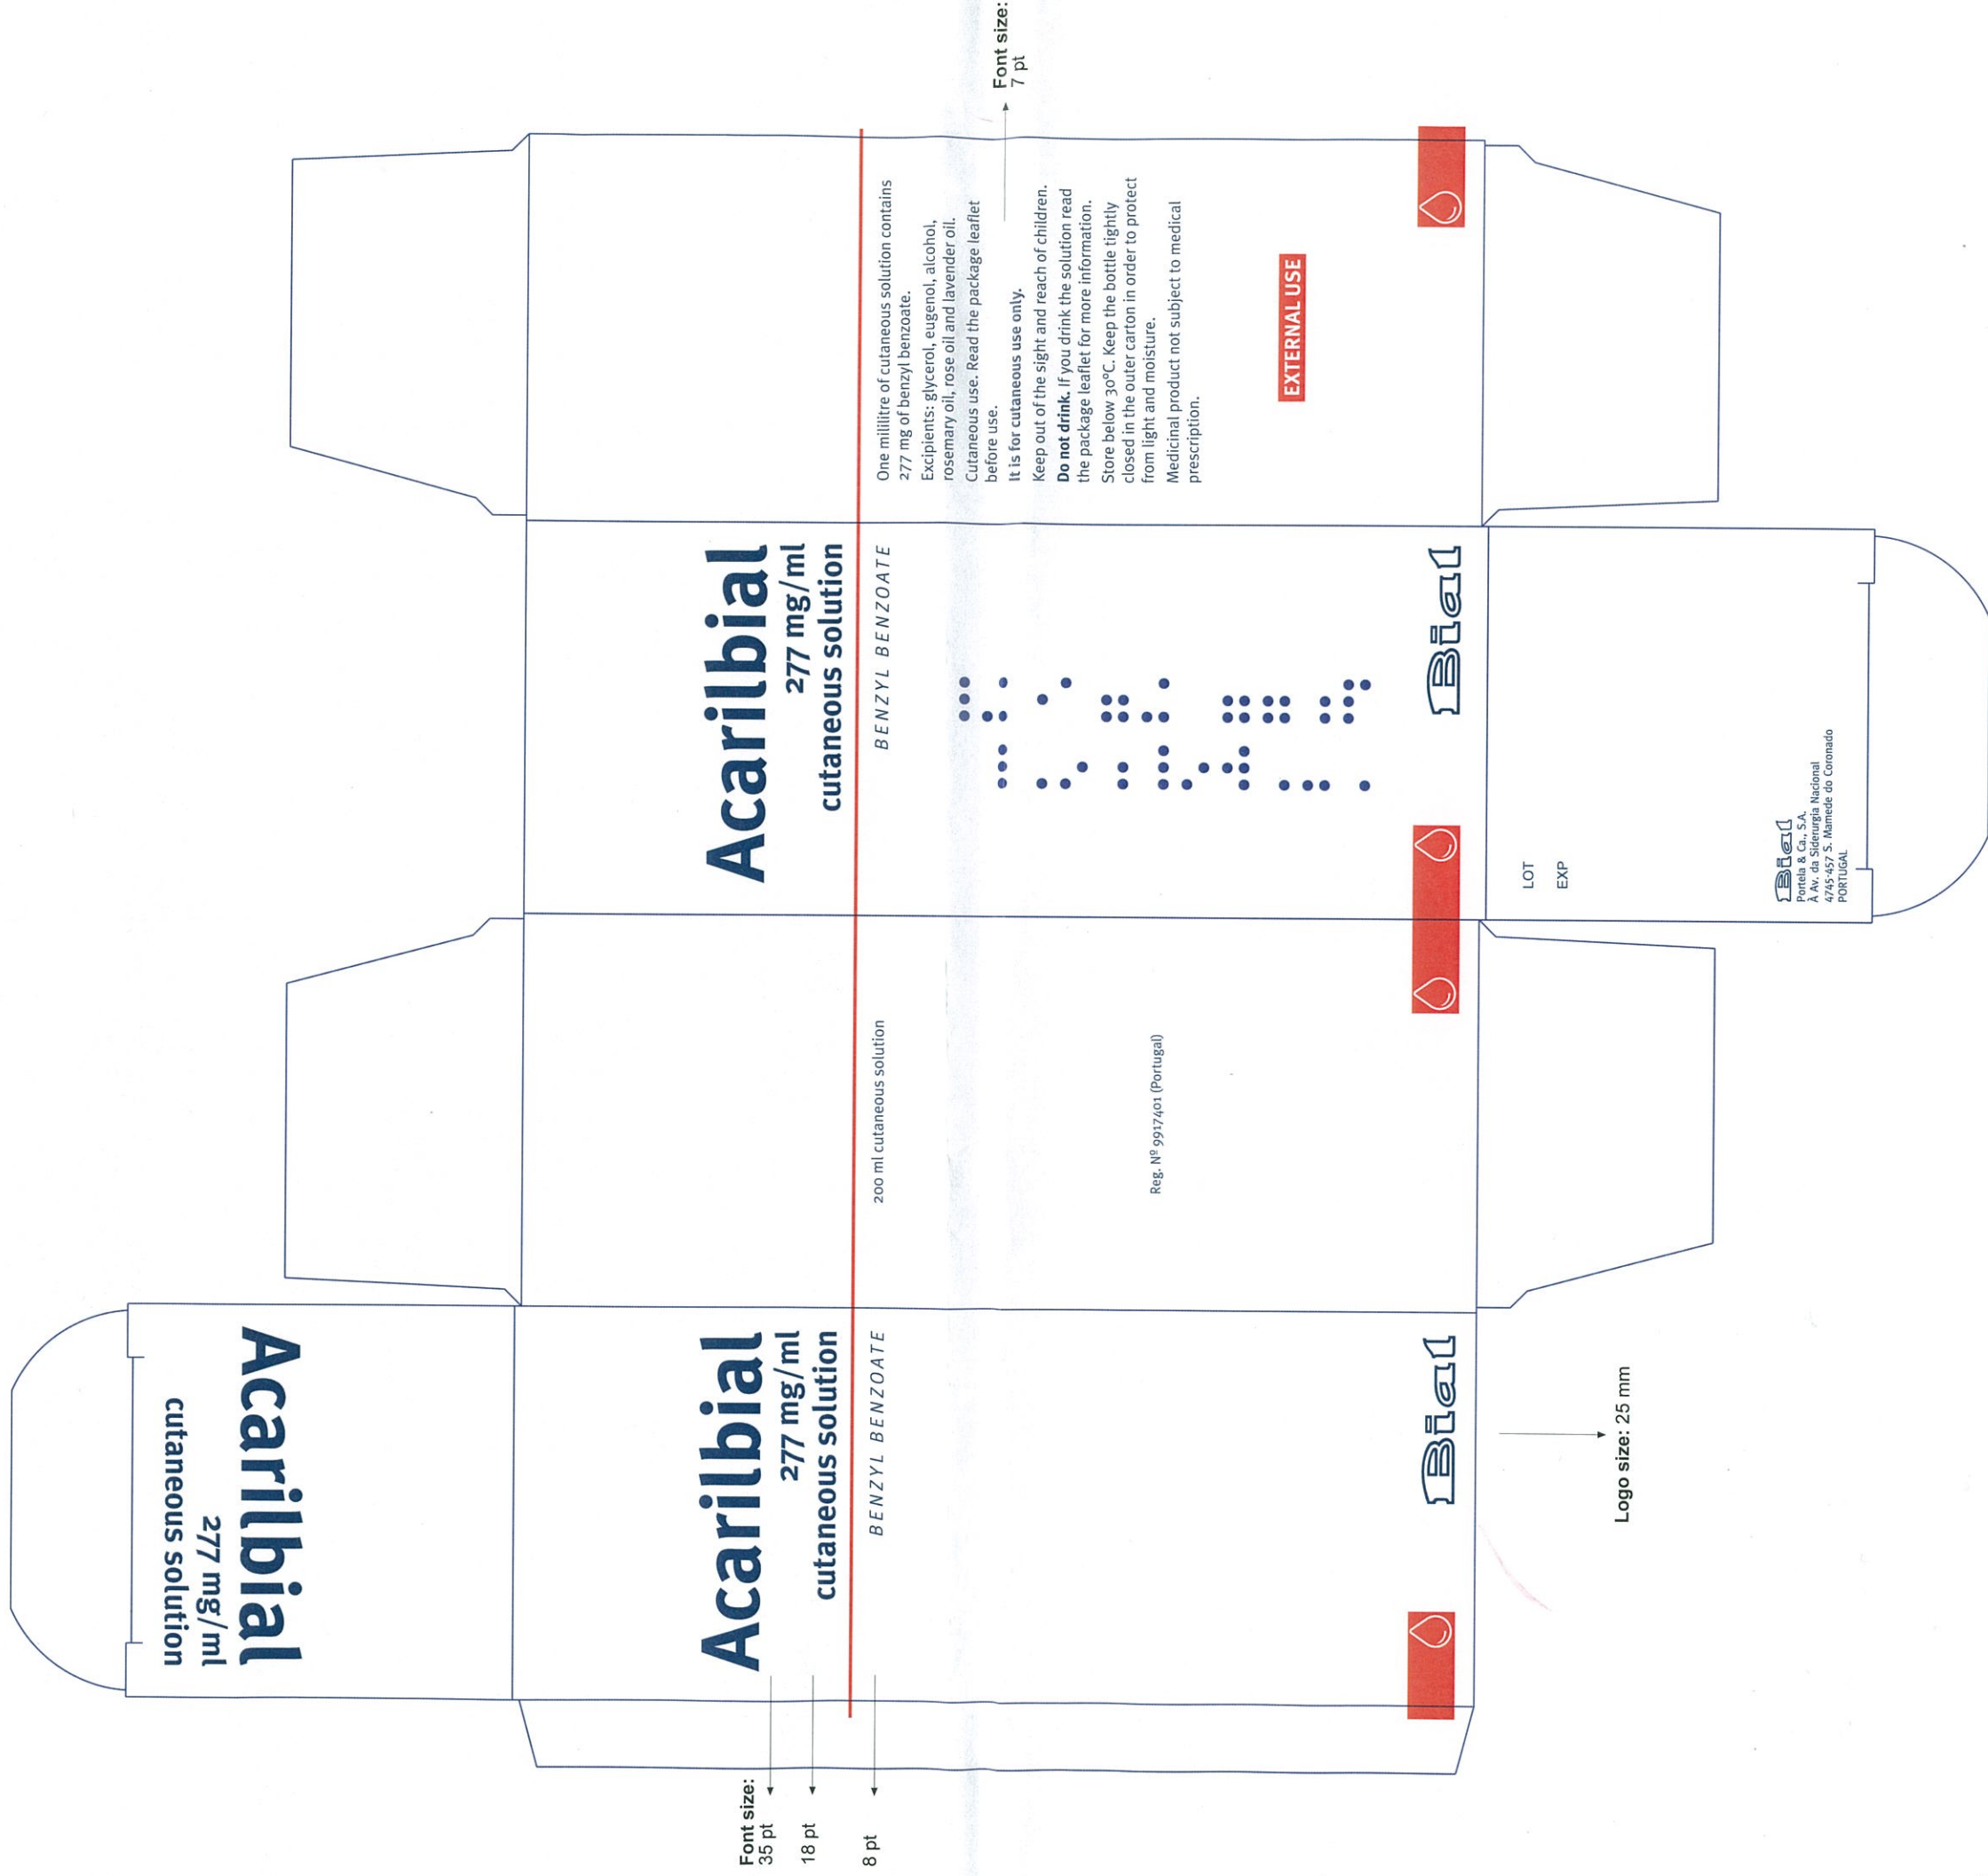 Acarilbial
277 mg/ml
cutaneous solution
Font size:
35 pt
18 pt
8 pt
Acarilbial
277 mg/ml
cutaneous solution
BENZYL BENZOATE
Bial
Logo size: 25 mm
200 ml cutaneous solution
Reg. Nº 9917401 (Portugal)
Acarilbial
277 mg/ml
cutaneous solution
BENZYL BENZOATE
Bial
LOT
EXP
Bial
Portela & Ca., S.A.
À Av. da Siderurgia Nacional
4745-457 S. Mamede do Coronado
PORTUGAL
One mililitre of cutaneous solution contains
277 mg of benzyl benzoate.
Excipients: glycerol, eugenol, alcohol,
rosemary oil, rose oil and lavender oil.
Cutaneous use. Read the package leaflet
before use.
It is for cutaneous use only.
Keep out of the sight and reach of children.
Do not drink. If you drink the solution read
the package leaflet for more information.
Store below 30ºC. Keep the bottle tightly
closed in the outer carton in order to protect
from light and moisture.
Medicinal product not subject to medical
prescription.
EXTERNAL USE
Font size:
7 pt